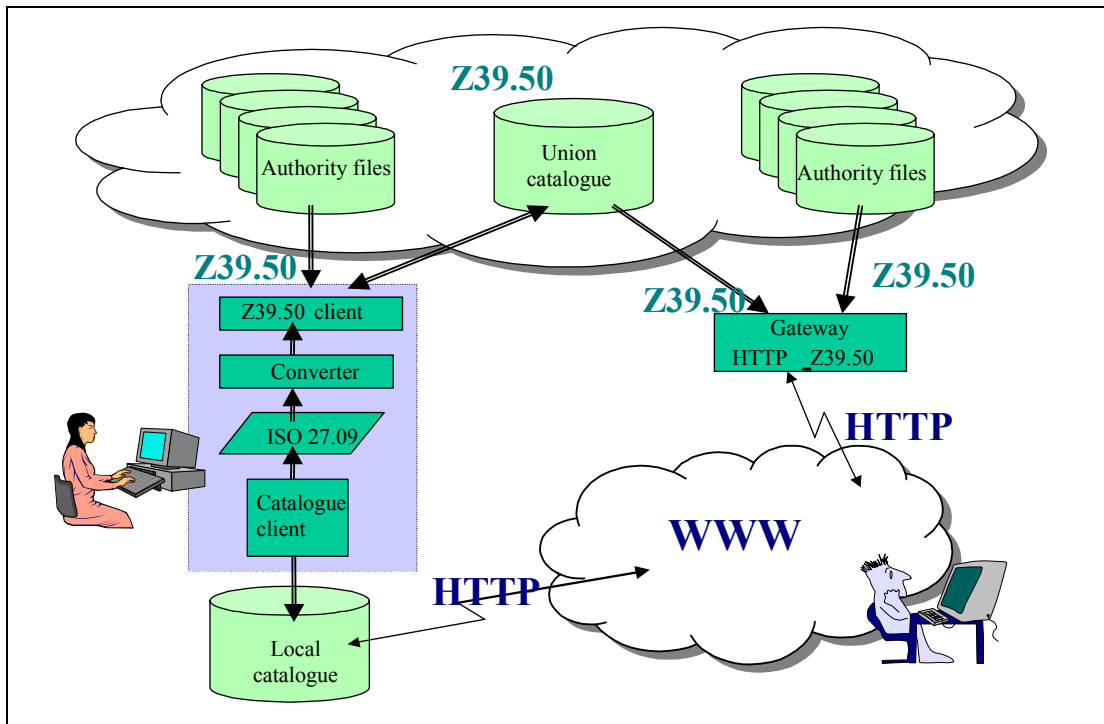 Z39.50
Authority files
Union
catalogue
Authority files
Z39.50
Z39.50
Z39.50
Z39.50 client
Converter
ISO 27.09
Catalogue
client
Local
catalogue
Gateway
HTTP _Z39.50
HTTP
WWW
HTTP